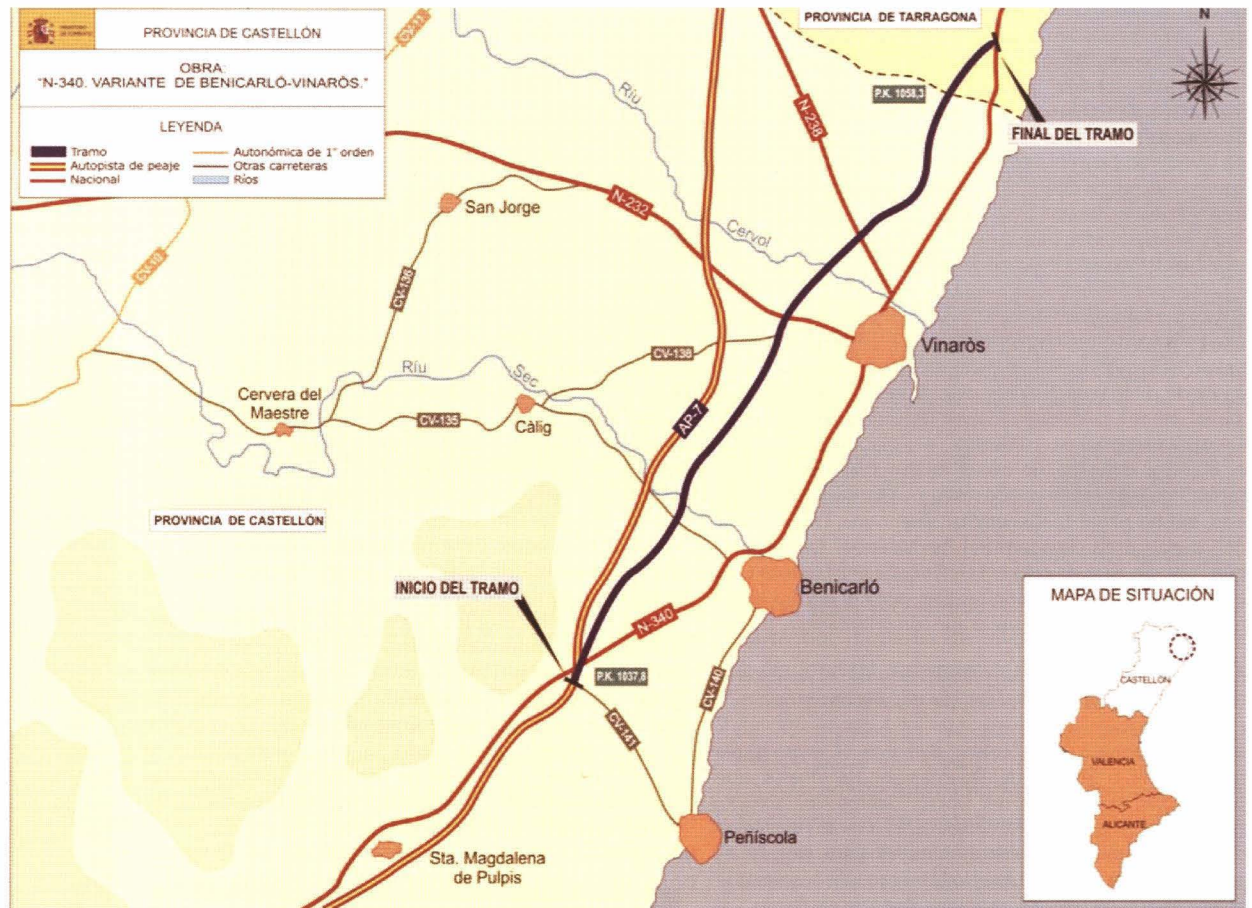 PROVINCIA DE CASTELLÓN
OBRA:
"N-340. VARIANTE DE BENICARLÓ-VINARÒS."
LEYENDA
Tramo
Autopista de peaje
Nacional
Autonómica de 1er orden
Otras carreteras
Ríos
PROVINCIA DE TARRAGONA
N
P.K. 1058,3
FINAL DEL TRAMO
N-238
Ríu
Cervol
San Jorge
N-232
CV-10
CV-136
Vinaròs
CV-138
Ríu
Sec
Cervera del
Maestre
CV-135
Càlig
AP-7
PROVINCIA DE CASTELLÓN
INICIO DEL TRAMO
Benicarló
N-340
P.K. 1037,8
CV-140
CV-141
Peñíscola
Sta. Magdalena
de Pulpis
MAPA DE SITUACIÓN
CASTELLÓN
VALENCIA
ALICANTE